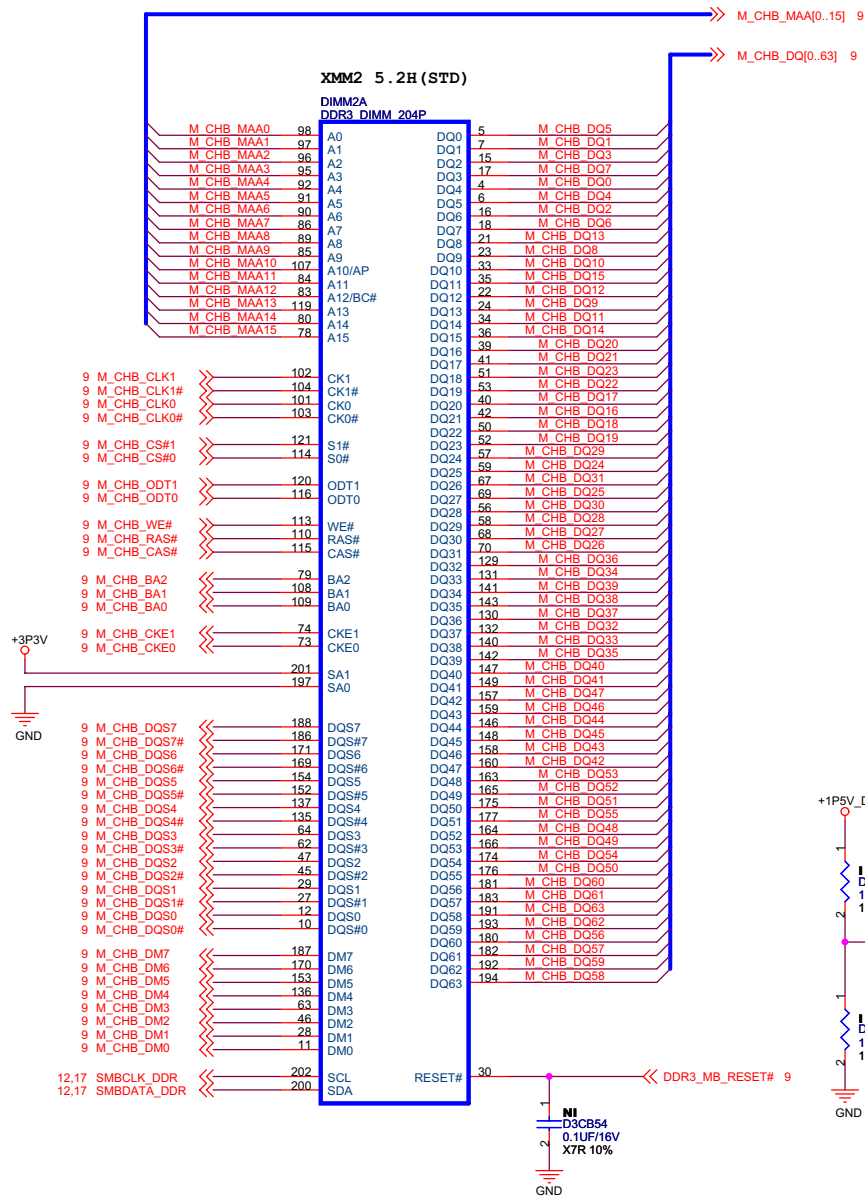 M_CHB_MAA[0..15] 9
M_CHB_DQ[0..63] 9
XMM2 5.2H(STD)
DIMM2A
DDR3_DIMM_204P
M_CHB_MAA0 98 A0
M_CHB_MAA1 97 A1
M_CHB_MAA2 96 A2
M_CHB_MAA3 95 A3
M_CHB_MAA4 92 A4
M_CHB_MAA5 91 A5
M_CHB_MAA6 90 A6
M_CHB_MAA7 86 A7
M_CHB_MAA8 89 A8
M_CHB_MAA9 85 A9
M_CHB_MAA10 107 A10/AP
M_CHB_MAA11 84 A11
M_CHB_MAA12 83 A12/BC#
M_CHB_MAA13 119 A13
M_CHB_MAA14 80 A14
M_CHB_MAA15 78 A15
9 M_CHB_CLK1 102 CK1
9 M_CHB_CLK1# 104 CK1#
9 M_CHB_CLK0 101 CK0
9 M_CHB_CLK0# 103 CK0#
9 M_CHB_CS#1 121 S1#
9 M_CHB_CS#0 114 S0#
9 M_CHB_ODT1 120 ODT1
9 M_CHB_ODT0 116 ODT0
9 M_CHB_WE# 113 WE#
9 M_CHB_RAS# 110 RAS#
9 M_CHB_CAS# 115 CAS#
9 M_CHB_BA2 79 BA2
9 M_CHB_BA1 108 BA1
9 M_CHB_BA0 109 BA0
9 M_CHB_CKE1 74 CKE1
9 M_CHB_CKE0 73 CKE0
+3P3V
201 SA1
197 SA0
GND
9 M_CHB_DQS7 188 DQS7
9 M_CHB_DQS7# 186 DQS#7
9 M_CHB_DQS6 171 DQS6
9 M_CHB_DQS6# 169 DQS#6
9 M_CHB_DQS5 154 DQS5
9 M_CHB_DQS5# 152 DQS#5
9 M_CHB_DQS4 137 DQS4
9 M_CHB_DQS4# 135 DQS#4
9 M_CHB_DQS3 64 DQS3
9 M_CHB_DQS3# 62 DQS#3
9 M_CHB_DQS2 47 DQS2
9 M_CHB_DQS2# 45 DQS#2
9 M_CHB_DQS1 29 DQS1
9 M_CHB_DQS1# 27 DQS#1
9 M_CHB_DQS0 12 DQS0
9 M_CHB_DQS0# 10 DQS#0
9 M_CHB_DM7 187 DM7
9 M_CHB_DM6 170 DM6
9 M_CHB_DM5 153 DM5
9 M_CHB_DM4 136 DM4
9 M_CHB_DM3 63 DM3
9 M_CHB_DM2 46 DM2
9 M_CHB_DM1 28 DM1
9 M_CHB_DM0 11 DM0
12,17 SMBCLK_DDR 202 SCL
12,17 SMBDATA_DDR 200 SDA
DQ0 5 M_CHB_DQ5
DQ1 7 M_CHB_DQ1
DQ2 15 M_CHB_DQ3
DQ3 17 M_CHB_DQ7
DQ4 4 M_CHB_DQ0
DQ5 6 M_CHB_DQ4
DQ6 16 M_CHB_DQ2
DQ7 18 M_CHB_DQ6
DQ8 21 M_CHB_DQ13
DQ9 23 M_CHB_DQ8
DQ10 33 M_CHB_DQ10
DQ11 35 M_CHB_DQ15
DQ12 22 M_CHB_DQ12
DQ13 24 M_CHB_DQ9
DQ14 34 M_CHB_DQ11
DQ15 36 M_CHB_DQ14
DQ16 39 M_CHB_DQ20
DQ17 41 M_CHB_DQ21
DQ18 51 M_CHB_DQ23
DQ19 53 M_CHB_DQ22
DQ20 40 M_CHB_DQ17
DQ21 42 M_CHB_DQ16
DQ22 50 M_CHB_DQ18
DQ23 52 M_CHB_DQ19
DQ24 57 M_CHB_DQ29
DQ25 59 M_CHB_DQ24
DQ26 67 M_CHB_DQ31
DQ27 69 M_CHB_DQ25
DQ28 56 M_CHB_DQ30
DQ29 58 M_CHB_DQ28
DQ30 68 M_CHB_DQ27
DQ31 70 M_CHB_DQ26
DQ32 129 M_CHB_DQ36
DQ33 131 M_CHB_DQ34
DQ34 141 M_CHB_DQ39
DQ35 143 M_CHB_DQ38
DQ36 130 M_CHB_DQ37
DQ37 132 M_CHB_DQ32
DQ38 140 M_CHB_DQ33
DQ39 142 M_CHB_DQ35
DQ40 147 M_CHB_DQ40
DQ41 149 M_CHB_DQ41
DQ42 157 M_CHB_DQ47
DQ43 159 M_CHB_DQ46
DQ44 146 M_CHB_DQ44
DQ45 148 M_CHB_DQ45
DQ46 158 M_CHB_DQ43
DQ47 160 M_CHB_DQ42
DQ48 163 M_CHB_DQ53
DQ49 165 M_CHB_DQ52
DQ50 175 M_CHB_DQ51
DQ51 177 M_CHB_DQ55
DQ52 164 M_CHB_DQ48
DQ53 166 M_CHB_DQ49
DQ54 174 M_CHB_DQ54
DQ55 176 M_CHB_DQ50
DQ56 181 M_CHB_DQ60
DQ57 183 M_CHB_DQ61
DQ58 191 M_CHB_DQ63
DQ59 193 M_CHB_DQ62
DQ60 180 M_CHB_DQ56
DQ61 182 M_CHB_DQ57
DQ62 192 M_CHB_DQ59
DQ63 194 M_CHB_DQ58
RESET# 30 DDR3_MB_RESET# 9
1
2
NI
D3CB54
0.1UF/16V
X7R 10%
GND
+1P5V_D
1
2
I
D
1
1
1
2
I
D
1
1
GND